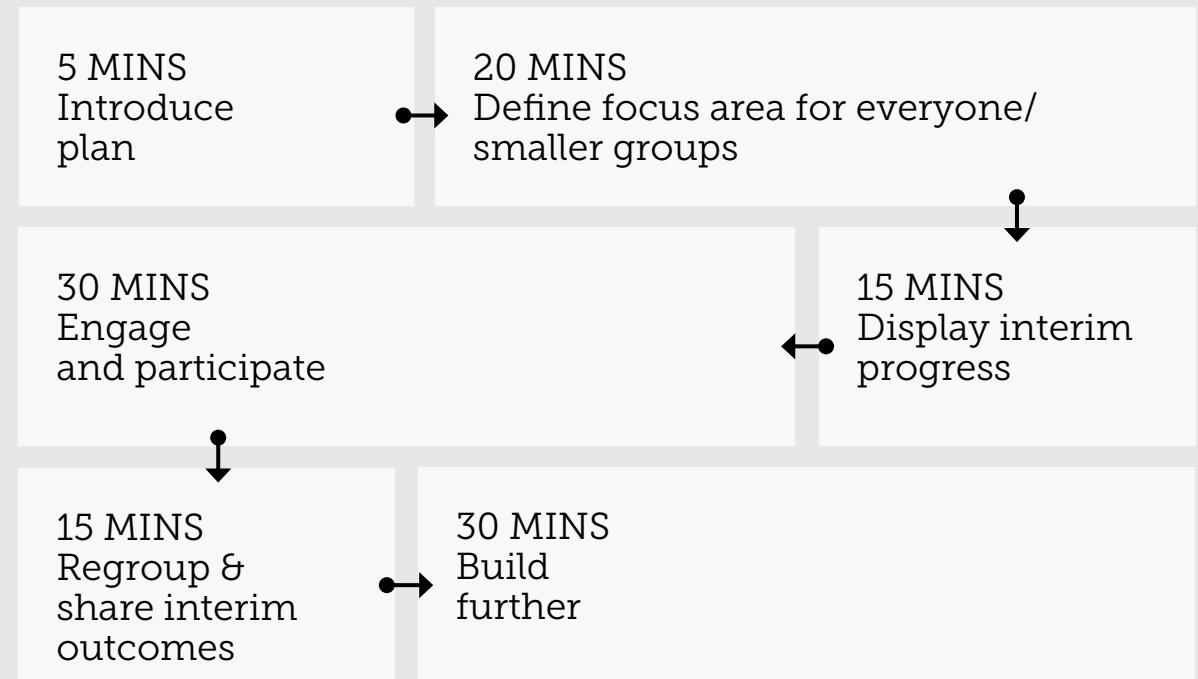 5 MINS
Introduce
plan
20 MINS
Define focus area for everyone/
smaller groups
15 MINS
Display interim
progress
30 MINS
Engage
and participate
15 MINS
Regroup &
share interim
outcomes
30 MINS
Build
further